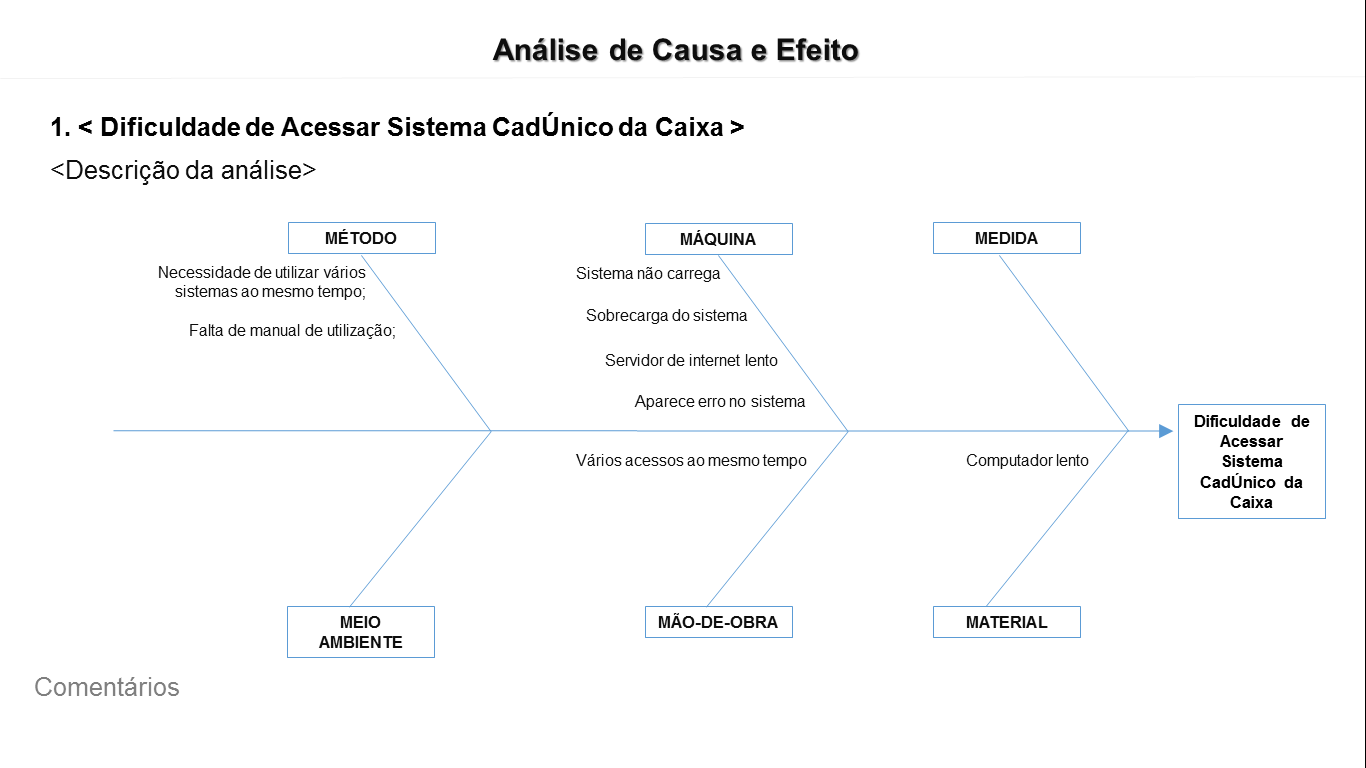 Análise de Causa e Efeito
1. < Dificuldade de Acessar Sistema CadÚnico da Caixa >
<Descrição da análise>
MÉTODO
MÁQUINA
MEDIDA
Necessidade de utilizar vários
sistemas ao mesmo tempo;
Falta de manual de utilização;
Sistema não carrega
Sobrecarga do sistema
Servidor de internet lento
Aparece erro no sistema
Dificuldade de
Acessar
Sistema
CadÚnico da
Caixa
Vários acessos ao mesmo tempo
Computador lento
MEIO
AMBIENTE
MÃO-DE-OBRA
MATERIAL
Comentários